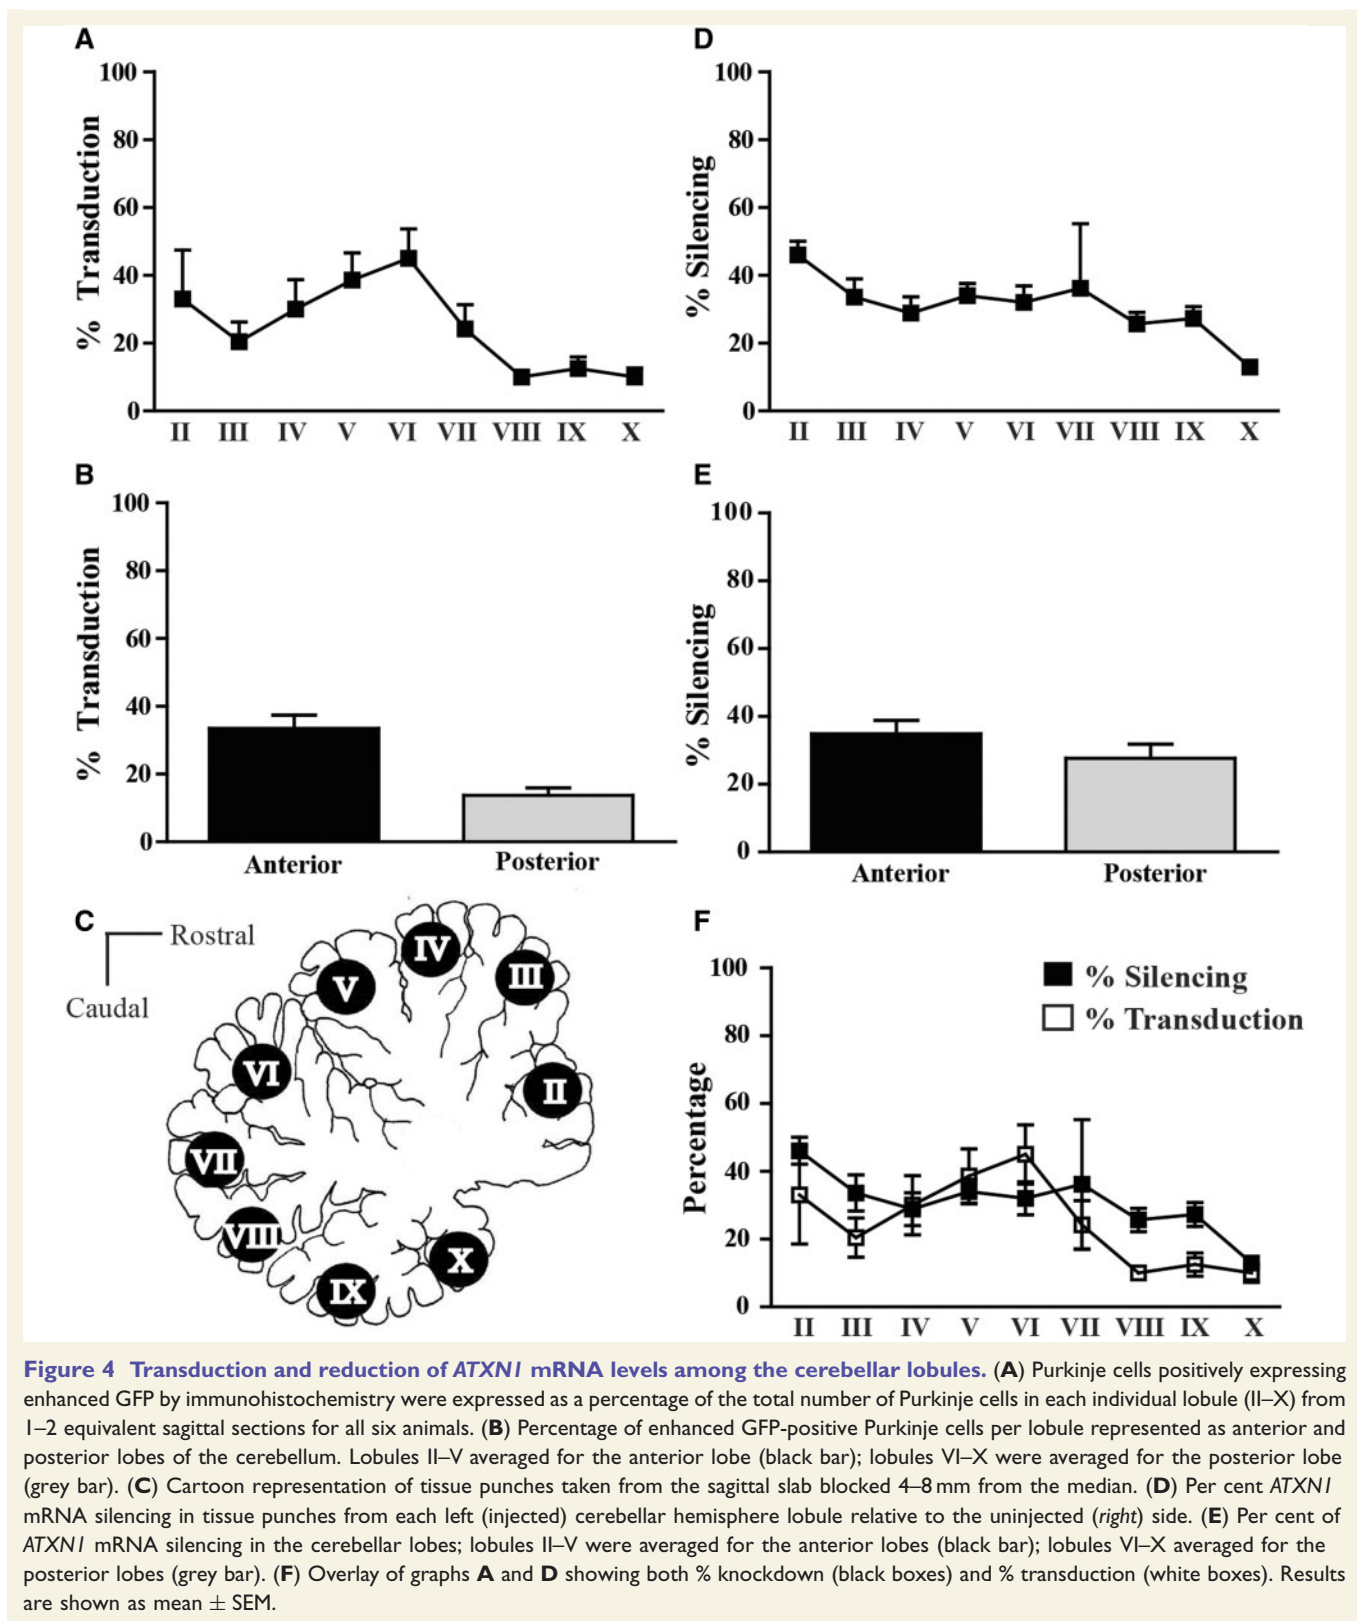 A
100
80
60
40
20
0
% Transduction
II III IV V VI VII VIII IX X
D
100
80
60
40
20
0
% Silencing
II III IV V VI VII VIII IX X
B
100
80
60
40
20
0
% Transduction
Anterior Posterior
E
100
80
60
40
20
0
% Silencing
Anterior Posterior
C
Rostral
Caudal
IV
V
III
VI
II
VII
VIII
X
IX
F
100
80
60
40
20
0
Percentage
% Silencing
% Transduction
II III IV V VI VII VIII IX X
Figure 4 Transduction and reduction of ATXN1 mRNA levels among the cerebellar lobules. (A) Purkinje cells positively expressing
enhanced GFP by immunohistochemistry were expressed as a percentage of the total number of Purkinje cells in each individual lobule (II–X) from
1–2 equivalent sagittal sections for all six animals. (B) Percentage of enhanced GFP-positive Purkinje cells per lobule represented as anterior and
posterior lobes of the cerebellum. Lobules II–V averaged for the anterior lobe (black bar); lobules VI–X were averaged for the posterior lobe
(grey bar). (C) Cartoon representation of tissue punches taken from the sagittal slab blocked 4–8 mm from the median. (D) Per cent ATXN1
mRNA silencing in tissue punches from each left (injected) cerebellar hemisphere lobule relative to the uninjected (right) side. (E) Per cent of
ATXN1 mRNA silencing in the cerebellar lobes; lobules II–V were averaged for the anterior lobes (black bar); lobules VI–X averaged for the
posterior lobes (grey bar). (F) Overlay of graphs A and D showing both % knockdown (black boxes) and % transduction (white boxes). Results
are shown as mean ± SEM.